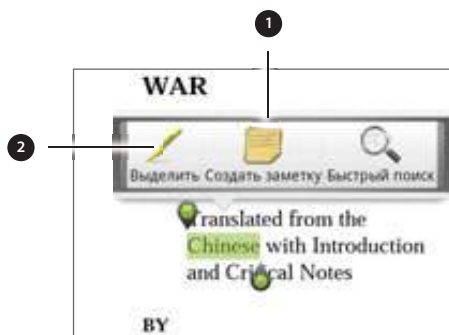 1
WAR
2
Выделить Создать заметку Быстрый поиск
Translated from the
Chinese with Introduction
and Critical Notes
BY